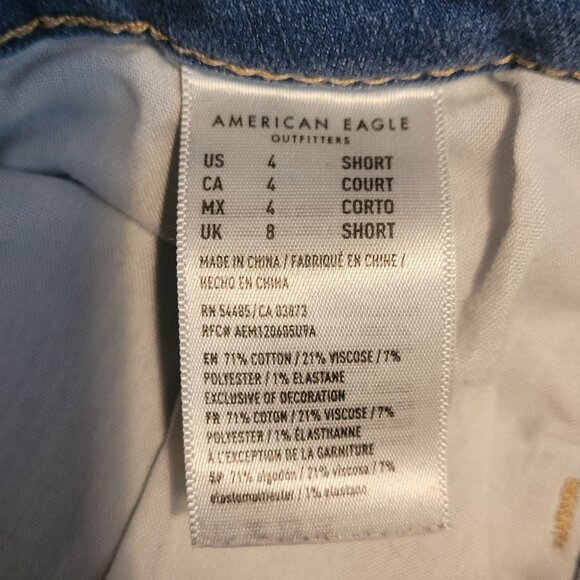 AMERICAN EAGLE
OUTFITTERS
US 4 SHORT
CA 4 COURT
MX 4 CORTO
UK 8 SHORT
MADE IN CHINA / FABRIQUÉ EN CHINE /
HECHO EN CHINA
RN 54485 / CA 03873
RFC# AEM120605U9A
EN 71% COTTON / 21% VISCOSE / 7%
POLYESTER / 1% ELASTANE
EXCLUSIVE OF DECORATION
FR 71% COTON / 21% VISCOSE / 7%
POLYESTER / 1% ÉLASTHANNE
À L'EXCEPTION DE LA GARNITURE
SP 71% algodón / 21% viscosa / 7%
elastomultiester / 1% elastano